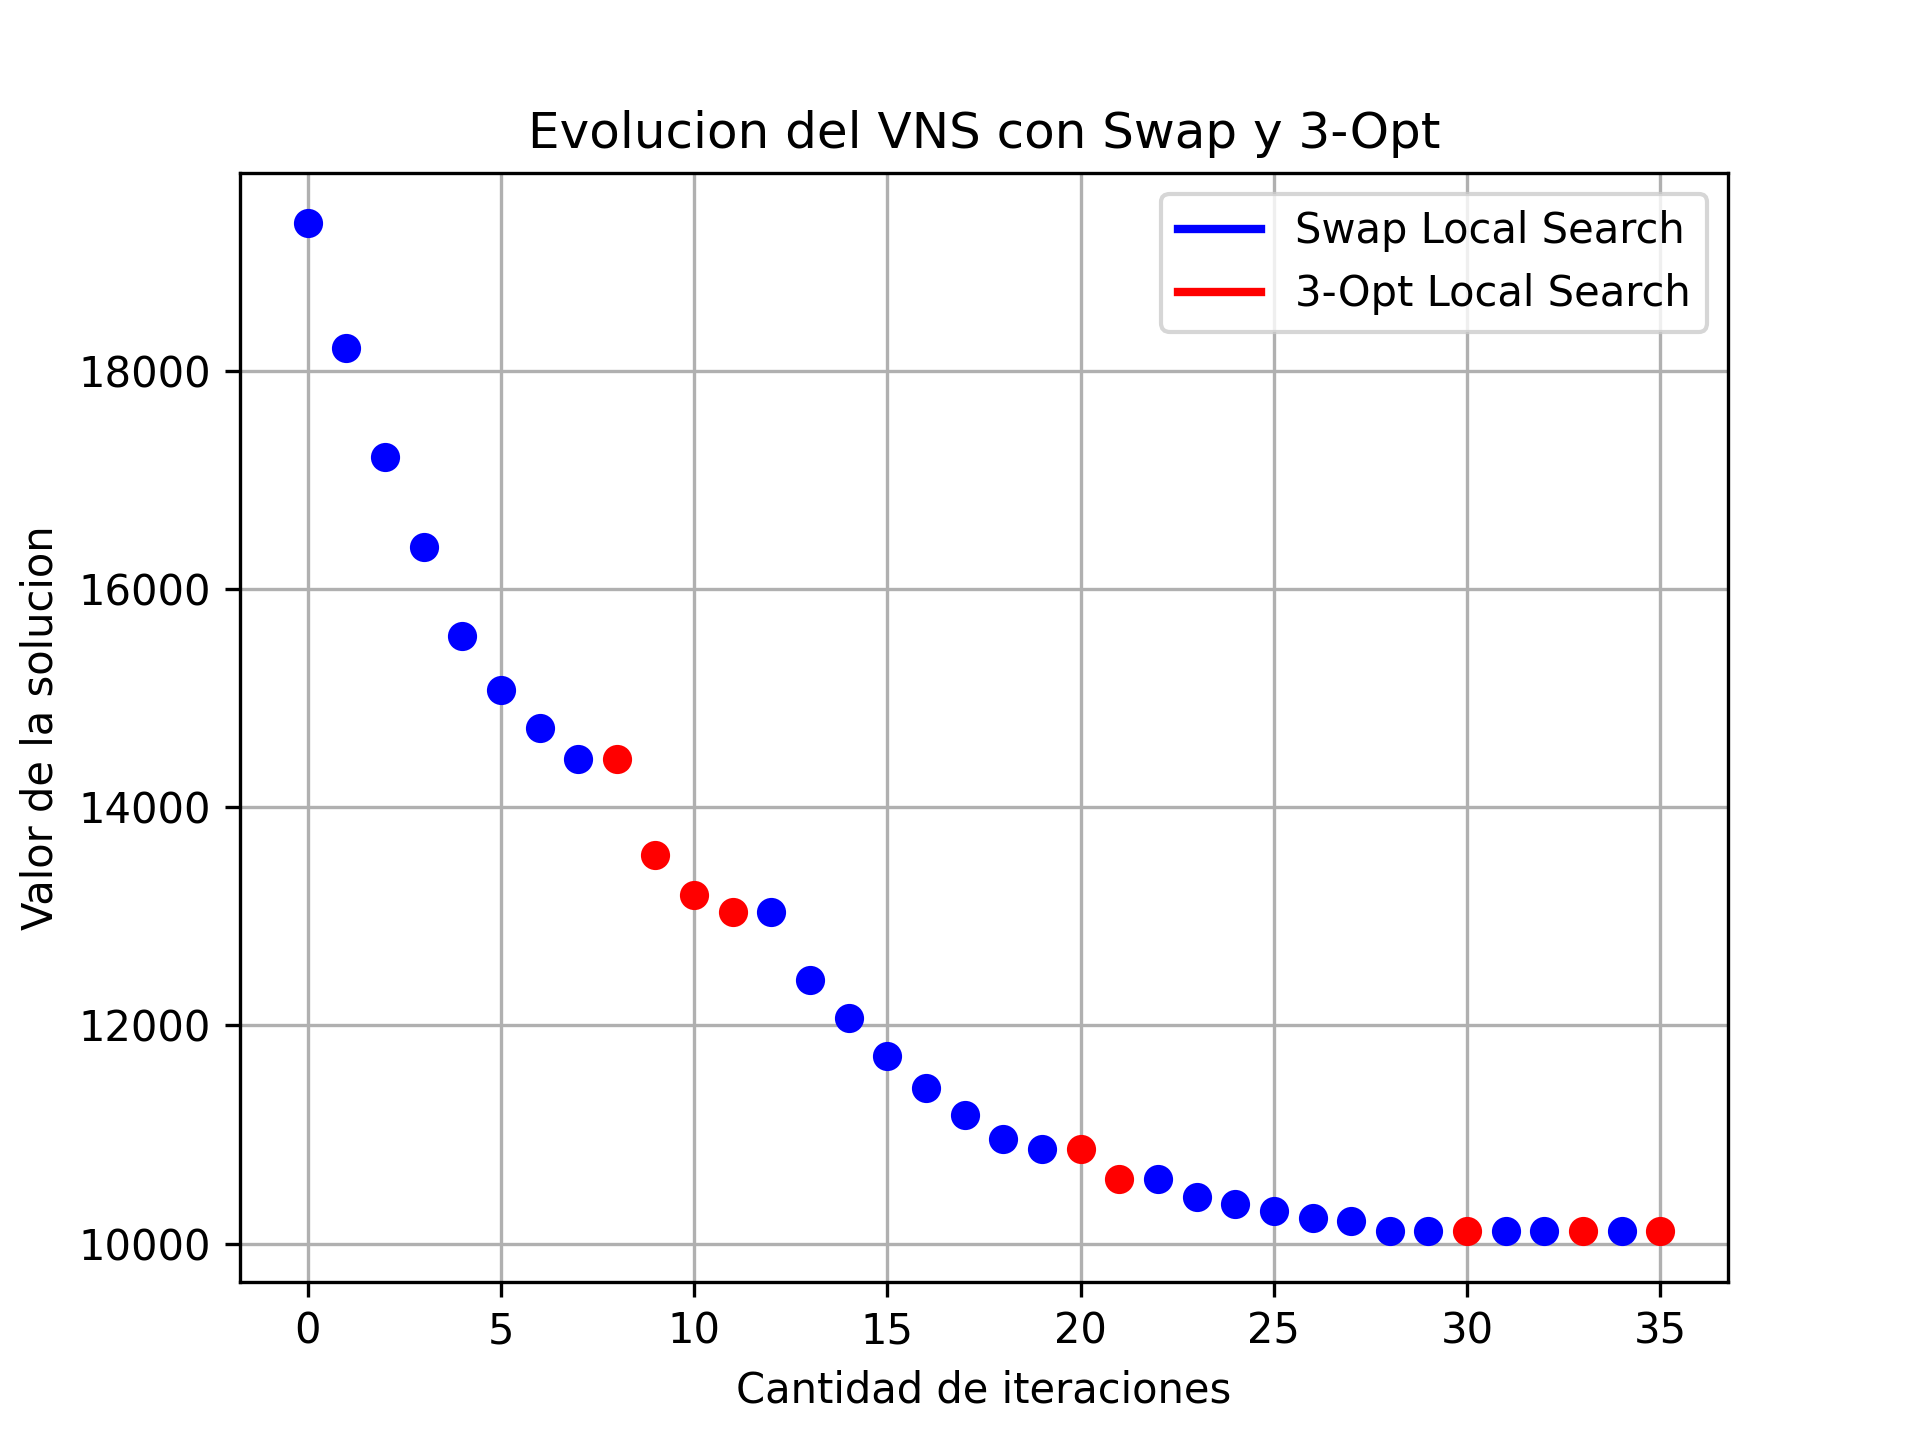 Evolucion del VNS con Swap y 3-Opt
Swap Local Search
3-Opt Local Search
Valor de la solucion
18000
16000
14000
12000
10000
0 5 10 15 20 25 30 35
Cantidad de iteraciones